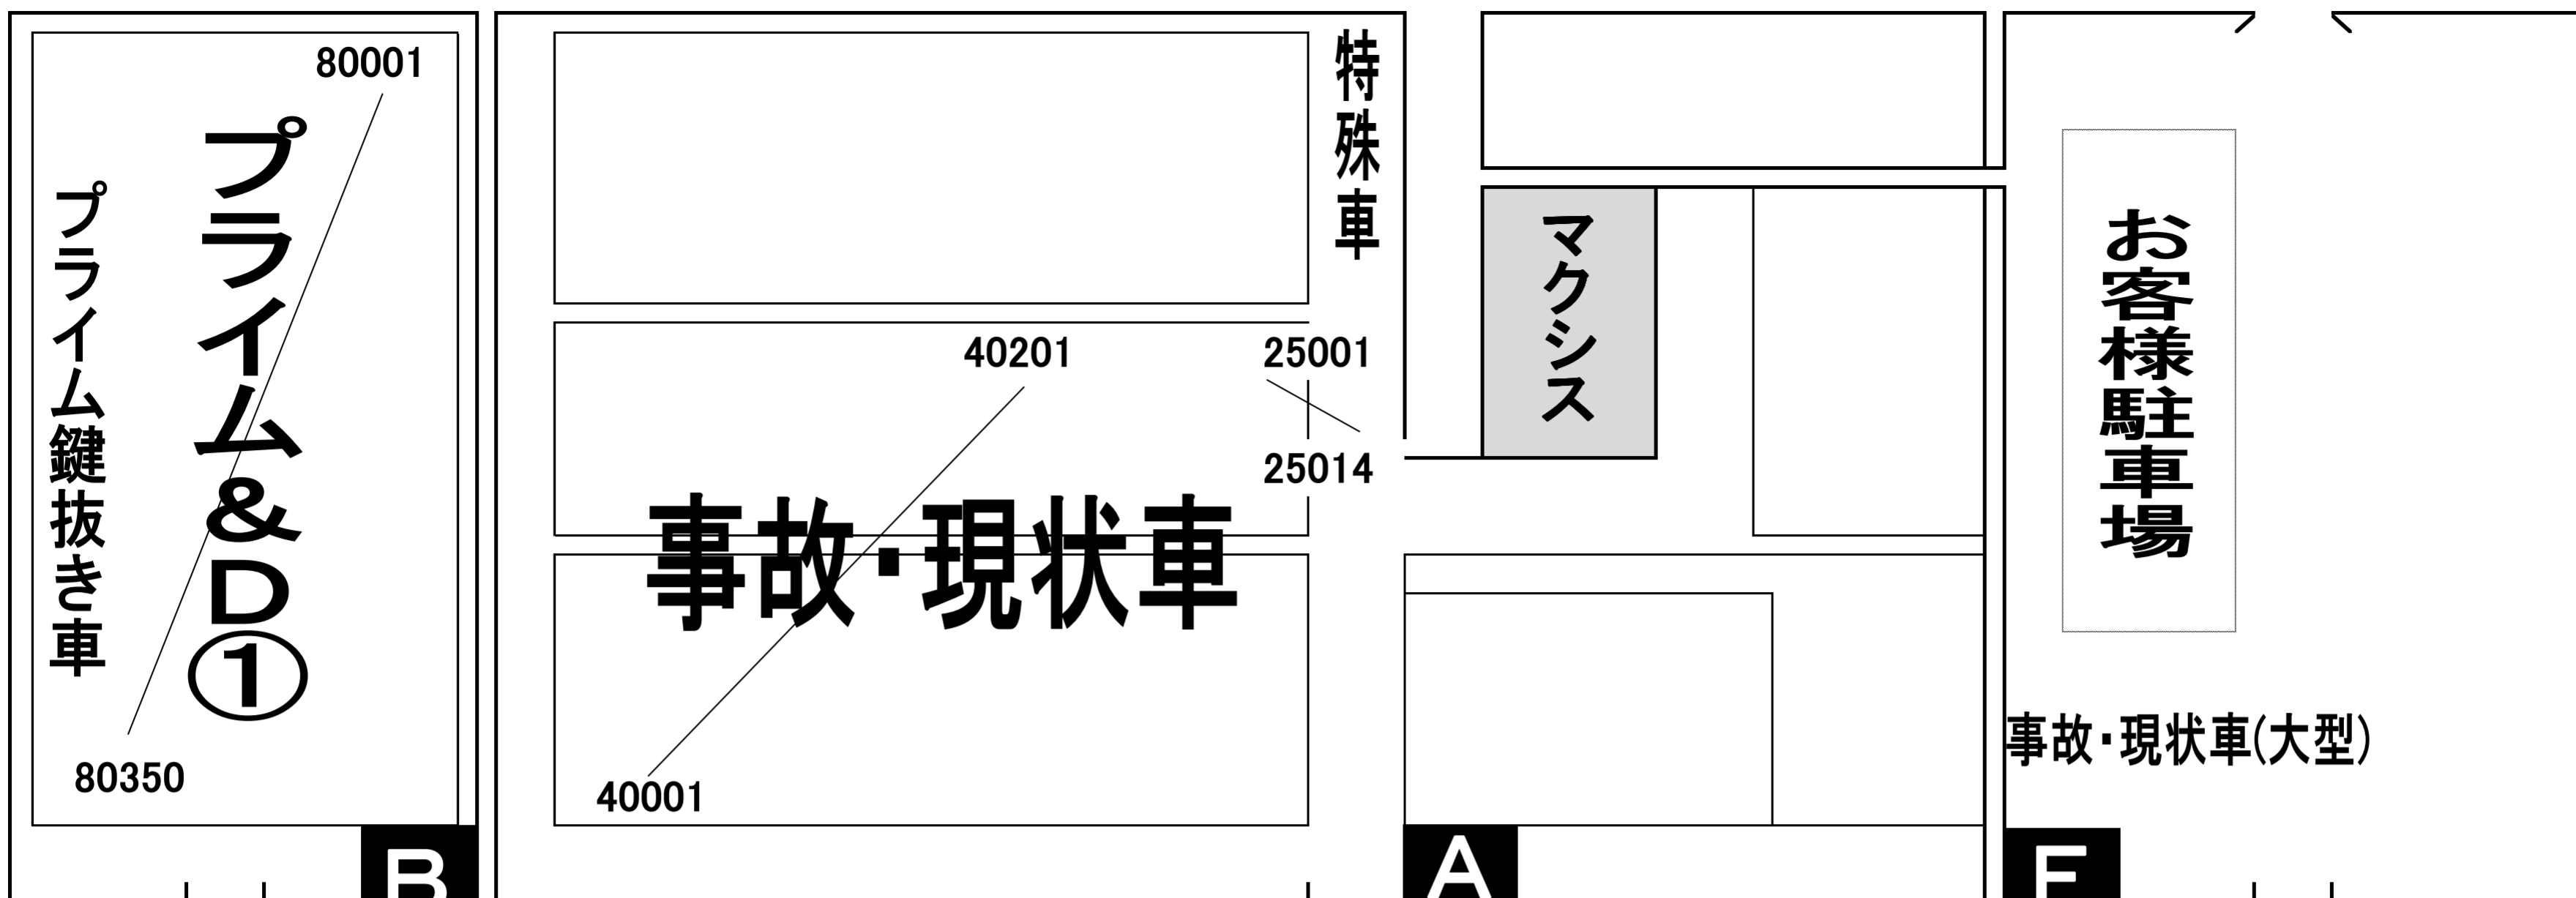 80001
プライム&D①
プライム鍵抜き車
80350
B
特殊車
40201
25001
25014
事故・現状車
40001
マクシス
A
お客様駐車場
事故・現状車(大型)